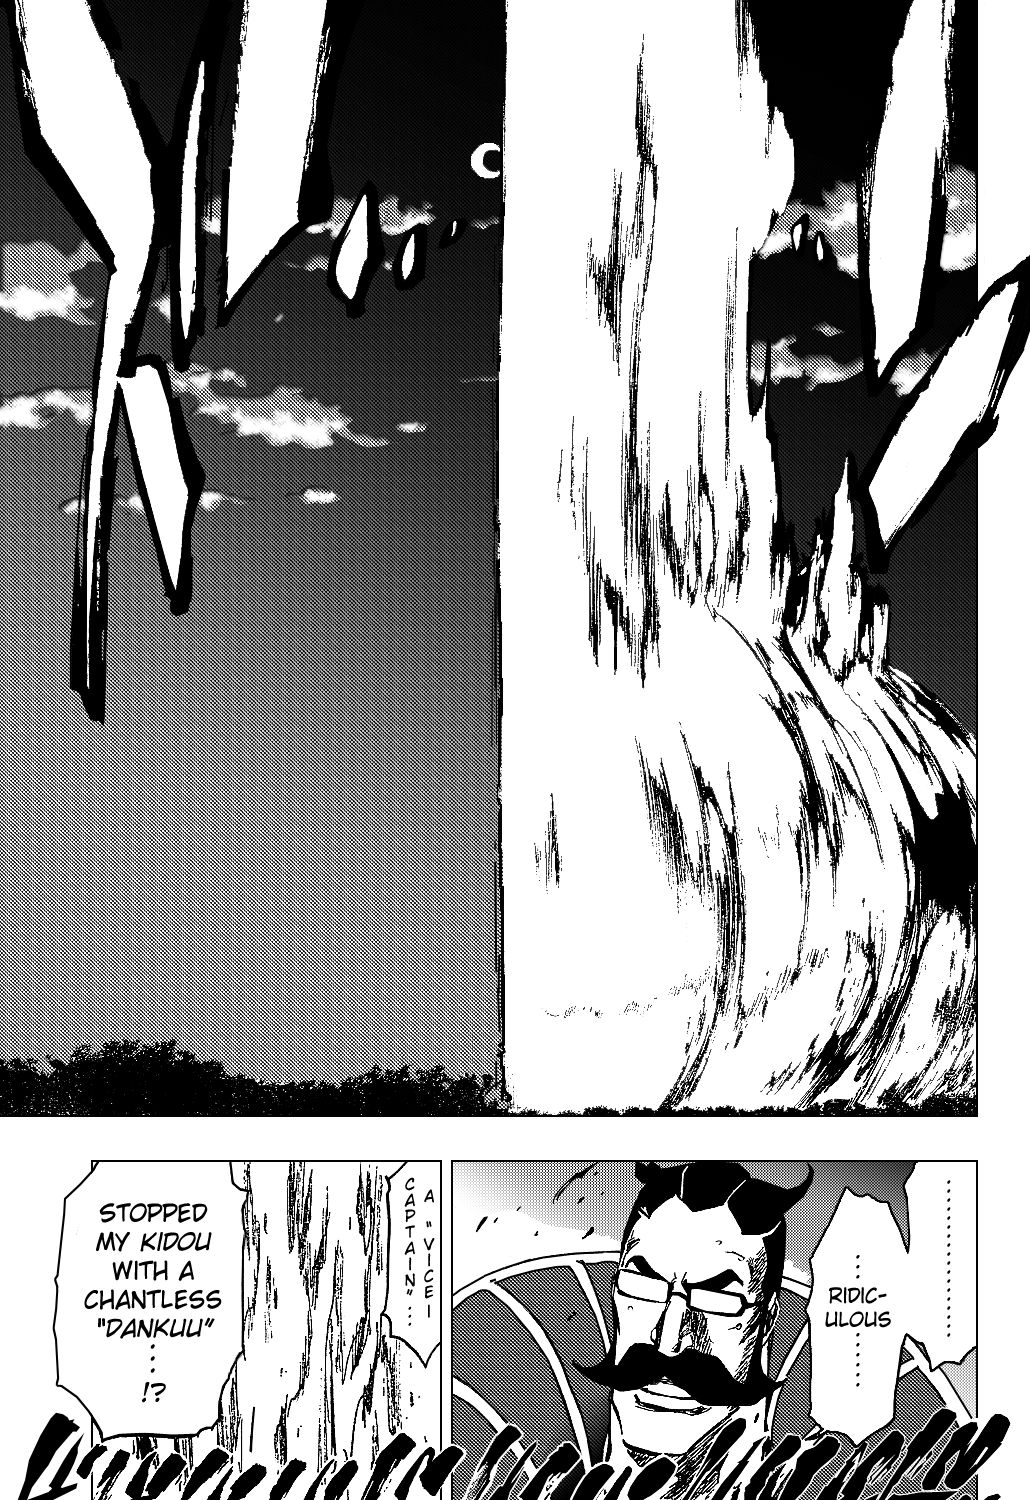 ..........
...
RIDIC-
ULOUS
......
A "VICE
CAPTAIN"...
STOPPED
MY KIDOU
WITH A
CHANTLESS
"DANKUU"
...
!?